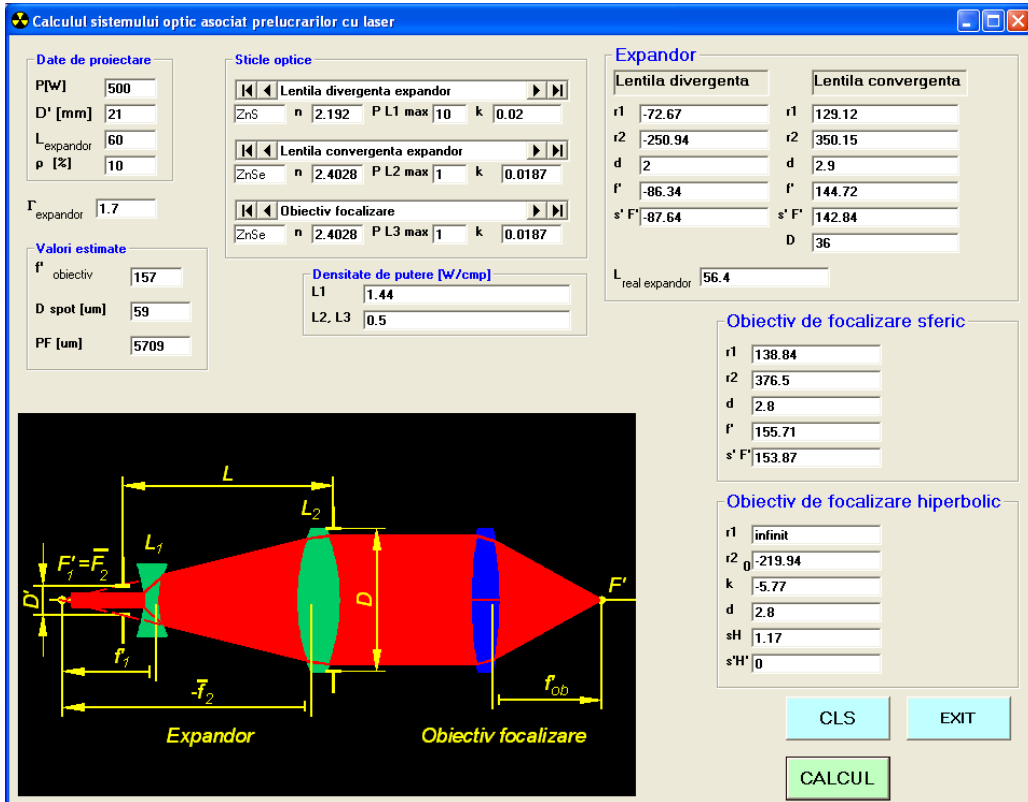 Calculul sistemului optic asociat prelucrarilor cu laser
Date de proiectare
P[W] 500
D' [mm] 21
L expandor 60
ρ [%] 10
Γ expandor 1.7
Valori estimate
f' obiectiv 157
D spot [um] 59
PF [um] 5709
Sticle optice
Lentila divergenta expandor
ZnS n 2.192 P L1 max 10 k 0.02
Lentila convergenta expandor
ZnSe n 2.4028 P L2 max 1 k 0.0187
Obiectiv focalizare
ZnSe n 2.4028 P L3 max 1 k 0.0187
Densitate de putere [W/cmp]
L1 1.44
L2, L3 0.5
Expandor
Lentila divergenta
r1 -72.67
r2 -250.94
d 2
f' -86.34
s' F' -87.64
Lentila convergenta
r1 129.12
r2 350.15
d 2.9
f' 144.72
s' F' 142.84
D 36
L real expandor 56.4
Obiectiv de focalizare sferic
r1 138.84
r2 376.5
d 2.8
f' 155.71
s' F' 153.87
Obiectiv de focalizare hiperbolic
r1 infinit
r2 0 -219.94
k -5.77
d 2.8
sH 1.17
s'H' 0
L
L2
L1
F'1=F̅2
D'
D
F'
f'1
-f̅2
f'ob
Expandor
Obiectiv focalizare
CLS
EXIT
CALCUL